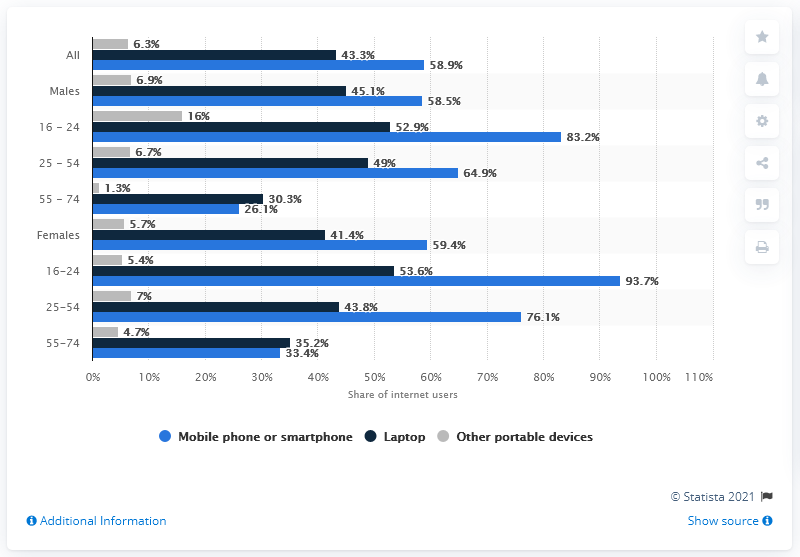 All 6.3% 43.3% 58.9%
Males 6.9% 45.1% 58.5%
16 – 24 16% 52.9% 83.2%
25 – 54 6.7% 49% 64.9%
55 – 74 1.3% 30.3% 26.1%
Females 5.7% 41.4% 59.4%
16-24 5.4% 53.6% 93.7%
25-54 7% 43.8% 76.1%
55-74 4.7% 35.2% 33.4%
0% 10% 20% 30% 40% 50% 60% 70% 80% 90% 100% 110%
Share of internet users
Mobile phone or smartphone Laptop Other portable devices
© Statista 2021
Additional Information Show source